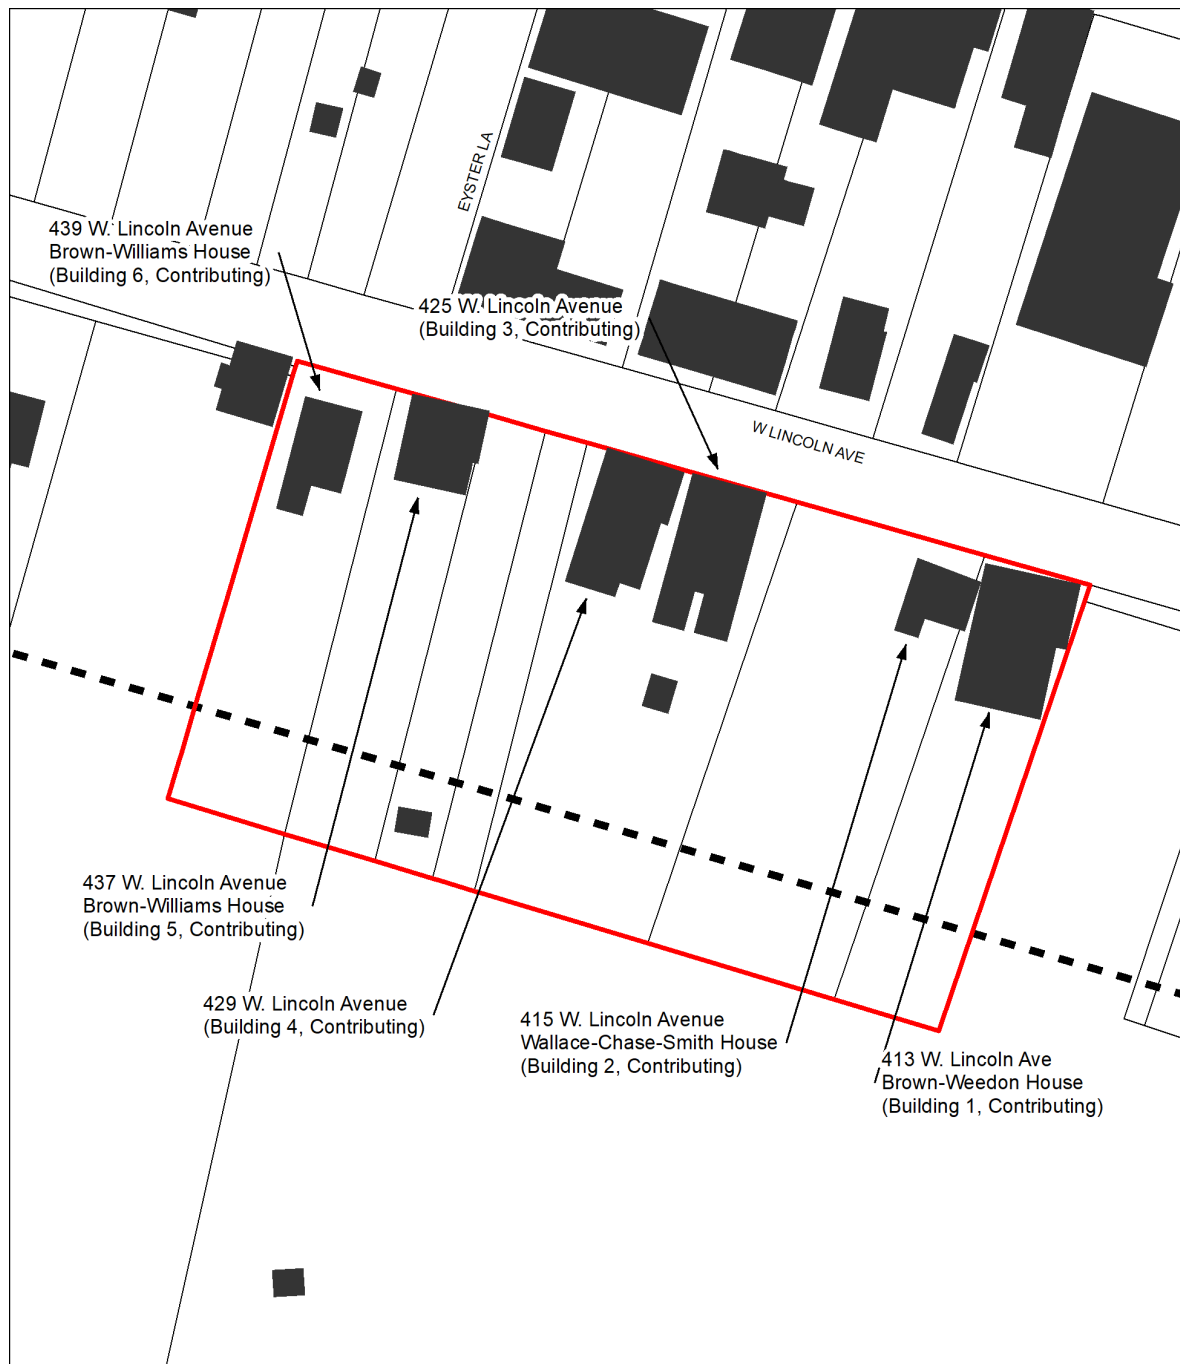 EYSTER LA
439 W. Lincoln Avenue
Brown-Williams House
(Building 6, Contributing)
425 W. Lincoln Avenue
(Building 3, Contributing)
W LINCOLN AVE
437 W. Lincoln Avenue
Brown-Williams House
(Building 5, Contributing)
429 W. Lincoln Avenue
(Building 4, Contributing)
415 W. Lincoln Avenue
Wallace-Chase-Smith House
(Building 2, Contributing)
413 W. Lincoln Ave
Brown-Weedon House
(Building 1, Contributing)